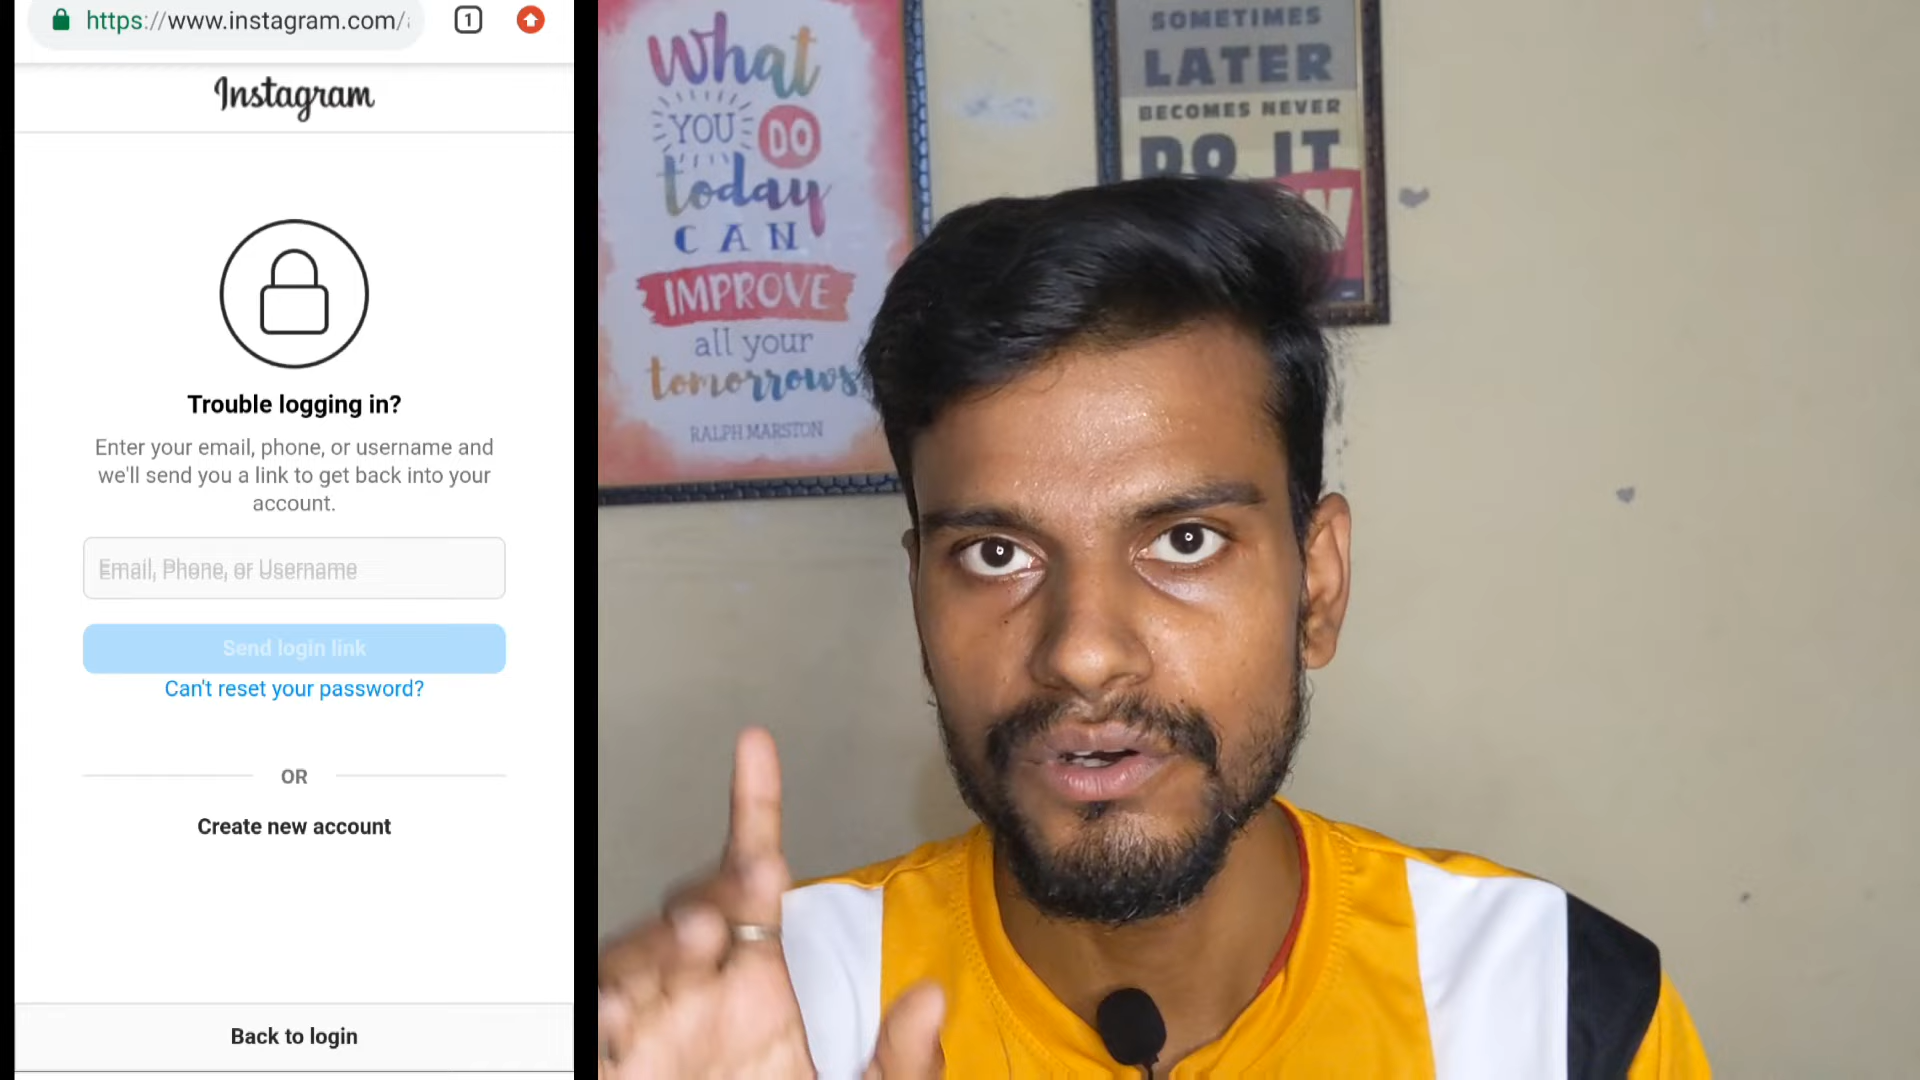 https://www.instagram.com/
1
Instagram
Trouble logging in?
Enter your email, phone, or username and
we'll send you a link to get back into your
account.
Email, Phone, or Username
Send login link
Can't reset your password?
OR
Create new account
Back to login
What
YOU DO
today
CAN
IMPROVE
all your
tomorrows
RALPH MARSTON
SOMETIMES
LATER
BECOMES NEVER
DO IT